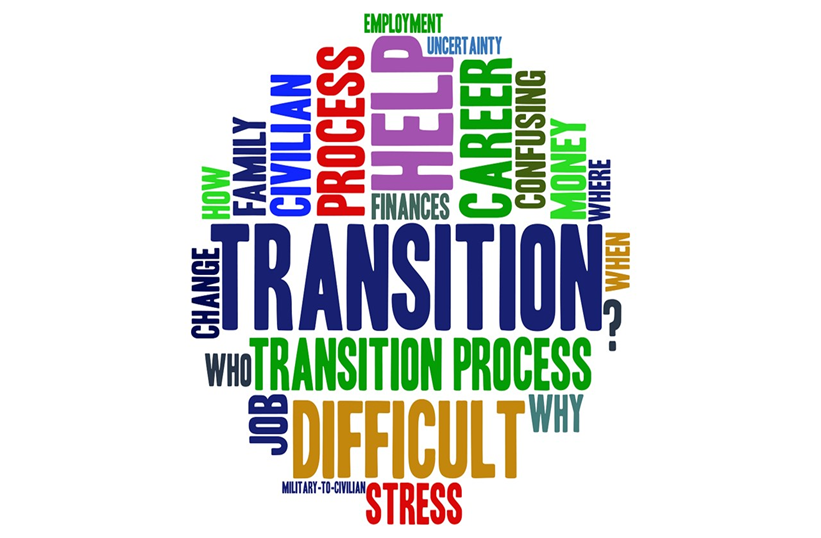 EMPLOYMENT
UNCERTAINTY
HELP
PROCESS
CAREER
CONFUSING
CIVILIAN
FAMILY
MONEY
HOW
WHERE
FINANCES
TRANSITION
CHANGE
WHEN
?
WHO
TRANSITION PROCESS
JOB
DIFFICULT
WHY
MILITARY-TO-CIVILIAN
STRESS